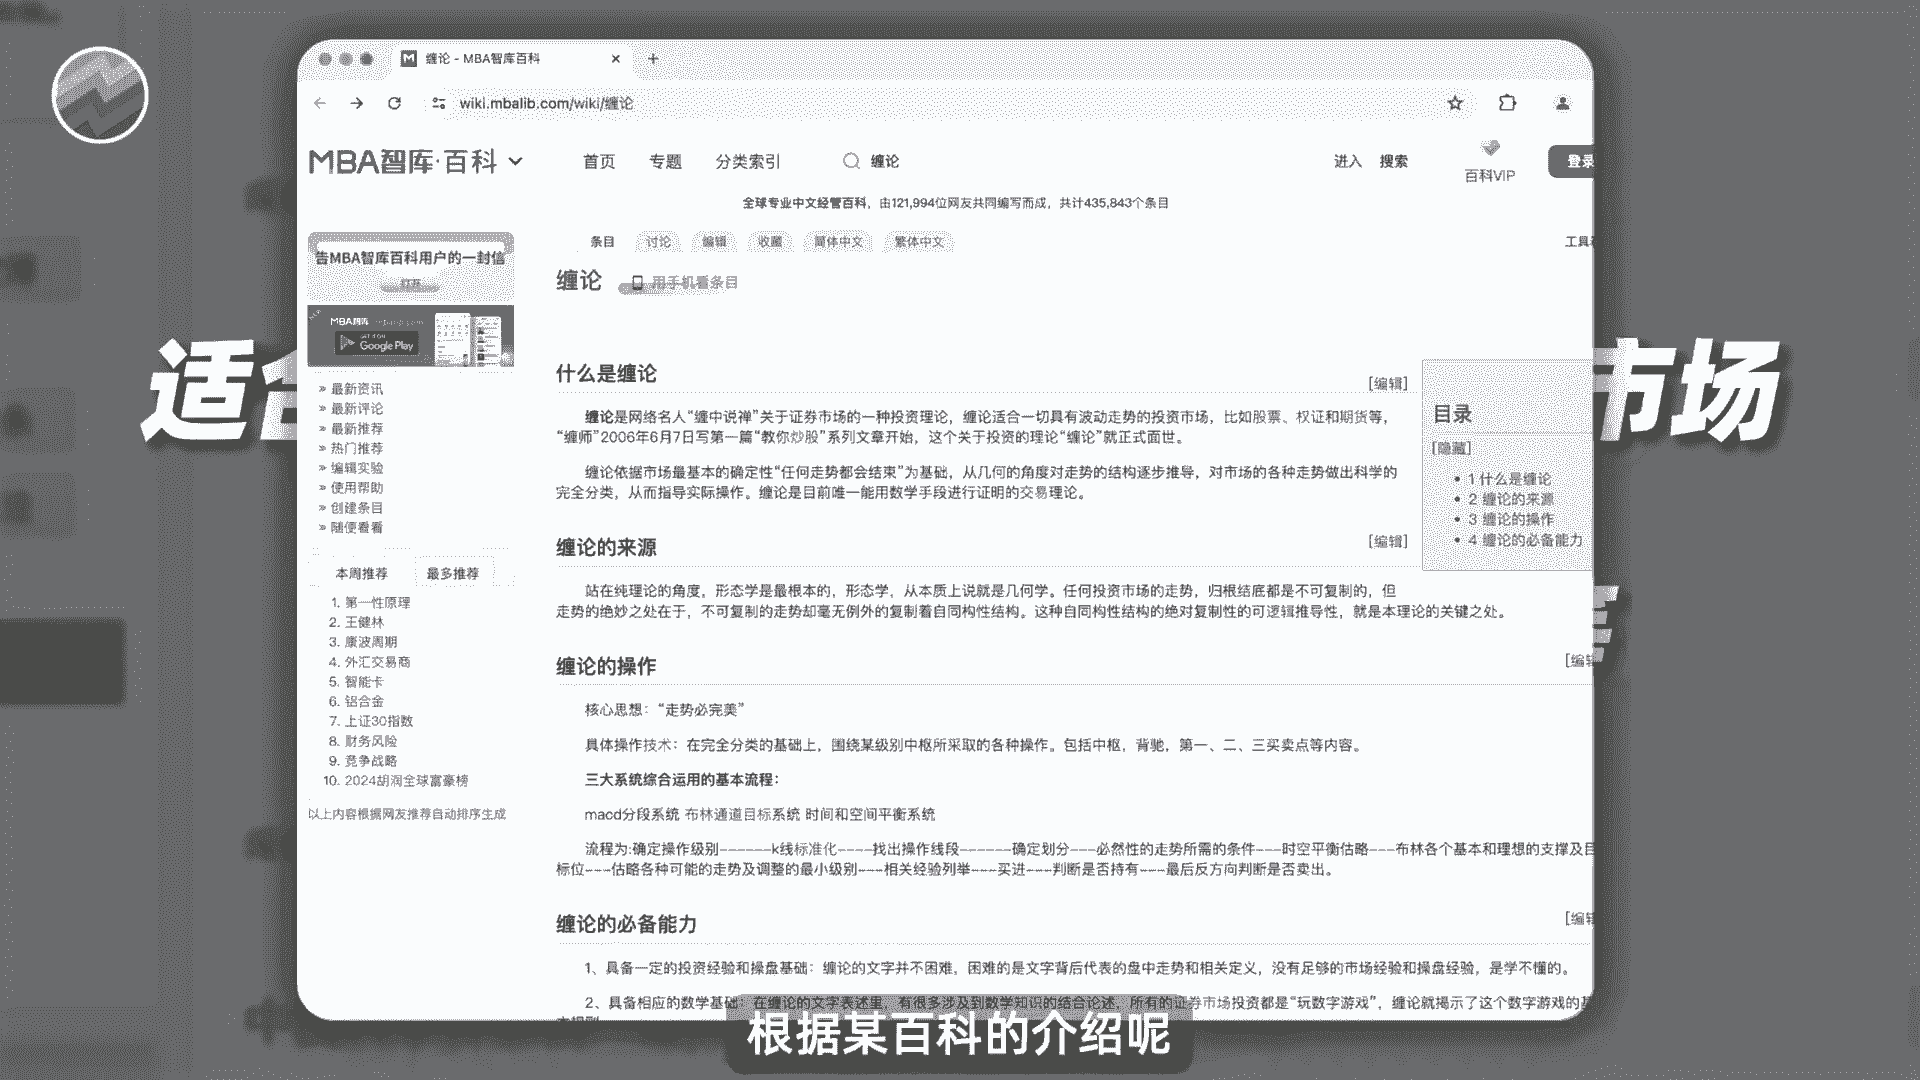 缠论 - MBA智库百科
wiki.mbalib.com/wiki/缠论
MBA智库·百科
首页 专题 分类索引
缠论
进入 搜索
百科VIP
登录
全球专业中文经管百科，由121,994位网友共同编写而成，共计435,843个条目
条目 讨论 编辑 收藏 简体中文 繁体中文
工具
告MBA智库百科用户的一封信
打开
缠论 用手机看条目
MBA智库
Google Play
» 最新资讯
» 最新评论
» 最新推荐
» 热门推荐
» 编辑实验
» 使用帮助
» 创建条目
» 随便看看
本周推荐 最多推荐
1. 第一性原理
2. 王健林
3. 康波周期
4. 外汇交易商
5. 智能卡
6. 铝合金
7. 上证30指数
8. 财务风险
9. 竞争战略
10. 2024胡润全球富豪榜
以上内容根据网友推荐自动排序生成
什么是缠论
[编辑]
缠论是网络名人“缠中说禅”关于证券市场的一种投资理论，缠论适合一切具有波动走势的投资市场，比如股票、权证和期货等，
“缠师”2006年6月7日写第一篇“教你炒股”系列文章开始，这个关于投资的理论“缠论”就正式面世。
缠论依据市场最基本的确定性“任何走势都会结束”为基础，从几何的角度对走势的结构逐步推导，对市场的各种走势做出科学的
完全分类，从而指导实际操作。缠论是目前唯一能用数学手段进行证明的交易理论。
目录
[隐藏]
• 1 什么是缠论
• 2 缠论的来源
• 3 缠论的操作
• 4 缠论的必备能力
缠论的来源
[编辑]
站在纯理论的角度，形态学是最根本的，形态学，从本质上说就是几何学。任何投资市场的走势，归根结底都是不可复制的，但
走势的绝妙之处在于，不可复制的走势却毫无例外的复制着自同构性结构。这种自同构性结构的绝对复制性的可逻辑推导性，就是本理论的关键之处。
缠论的操作
[编辑
核心思想：“走势必完美”
具体操作技术：在完全分类的基础上，围绕某级别中枢所采取的各种操作。包括中枢，背驰，第一、二、三买卖点等内容。
三大系统综合运用的基本流程：
macd分段系统 布林通道目标系统 时间和空间平衡系统
流程为:确定操作级别------k线标准化----找出操作线段------确定划分---必然性的走势所需的条件---时空平衡估略---布林各个基本和理想的支撑及目
标位---估略各种可能的走势及调整的最小级别---相关经验列举---买进---判断是否持有---最后反方向判断是否卖出。
缠论的必备能力
[编辑
1、具备一定的投资经验和操盘基础：缠论的文字并不困难，困难的是文字背后代表的盘中走势和相关定义，没有足够的市场经验和操盘经验，是学不懂的。
2、具备相应的数学基础：在缠论的文字表述里，有很多涉及到数学知识的结合论述，所有的证券市场投资都是“玩数字游戏”，缠论就揭示了这个数字游戏的基
适合
市场
根据某百科的介绍呢